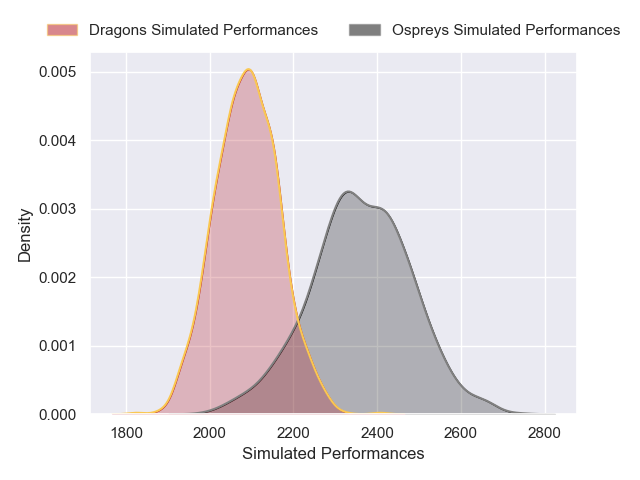 Dragons Simulated Performances
Ospreys Simulated Performances
0.005
0.004
0.003
0.002
0.001
0.000
Density
1800 2000 2200 2400 2600 2800
Simulated Performances